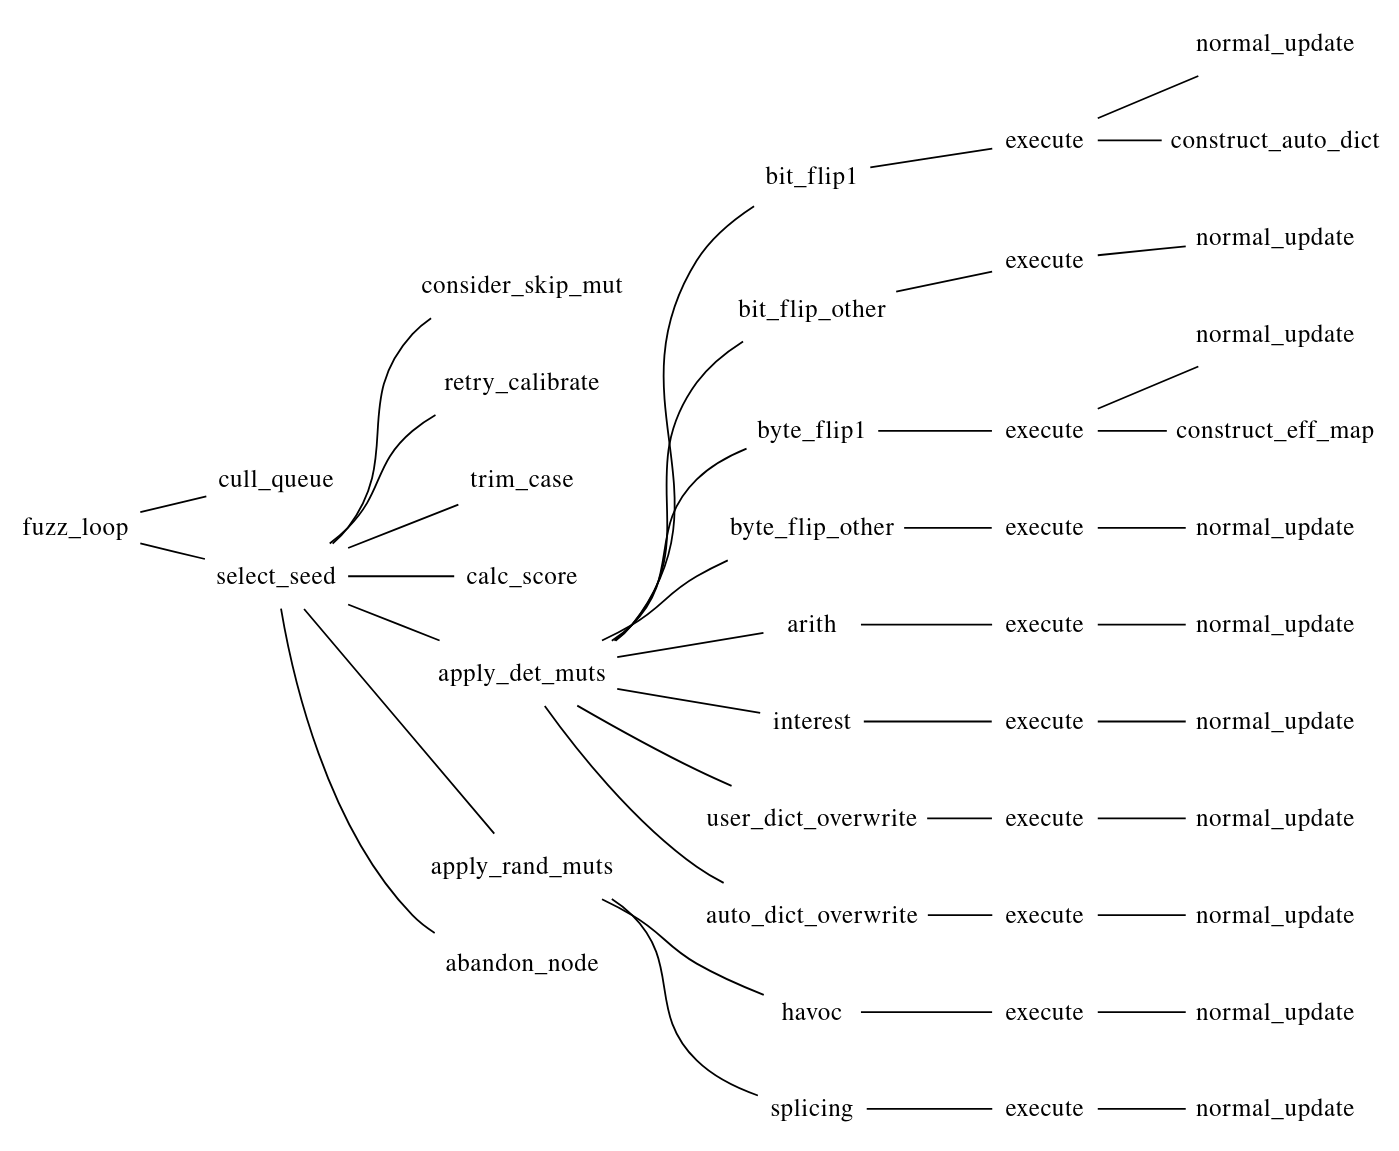 normal_update
execute
construct_auto_dict
bit_flip1
normal_update
execute
consider_skip_mut
bit_flip_other
normal_update
retry_calibrate
byte_flip1
execute
construct_eff_map
cull_queue
trim_case
fuzz_loop
byte_flip_other
execute
normal_update
select_seed
calc_score
arith
execute
normal_update
apply_det_muts
interest
execute
normal_update
user_dict_overwrite
execute
normal_update
apply_rand_muts
auto_dict_overwrite
execute
normal_update
abandon_node
havoc
execute
normal_update
splicing
execute
normal_update